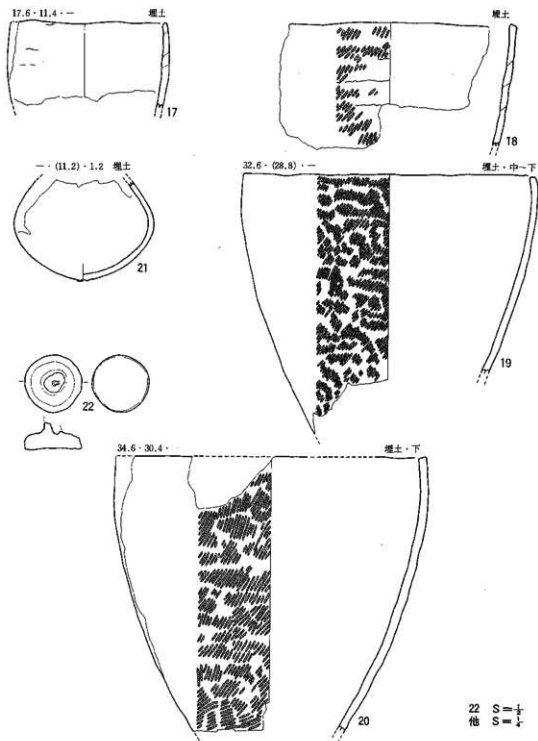 17.6・11.4・— 埋土
17
埋土
18
—・(11.2)・1.2 埋土
21
32.6・(28.8)・— 埋土・中～下
19
22
34.6・30.4・ 埋土・下
20
22 S=
他 S=¼